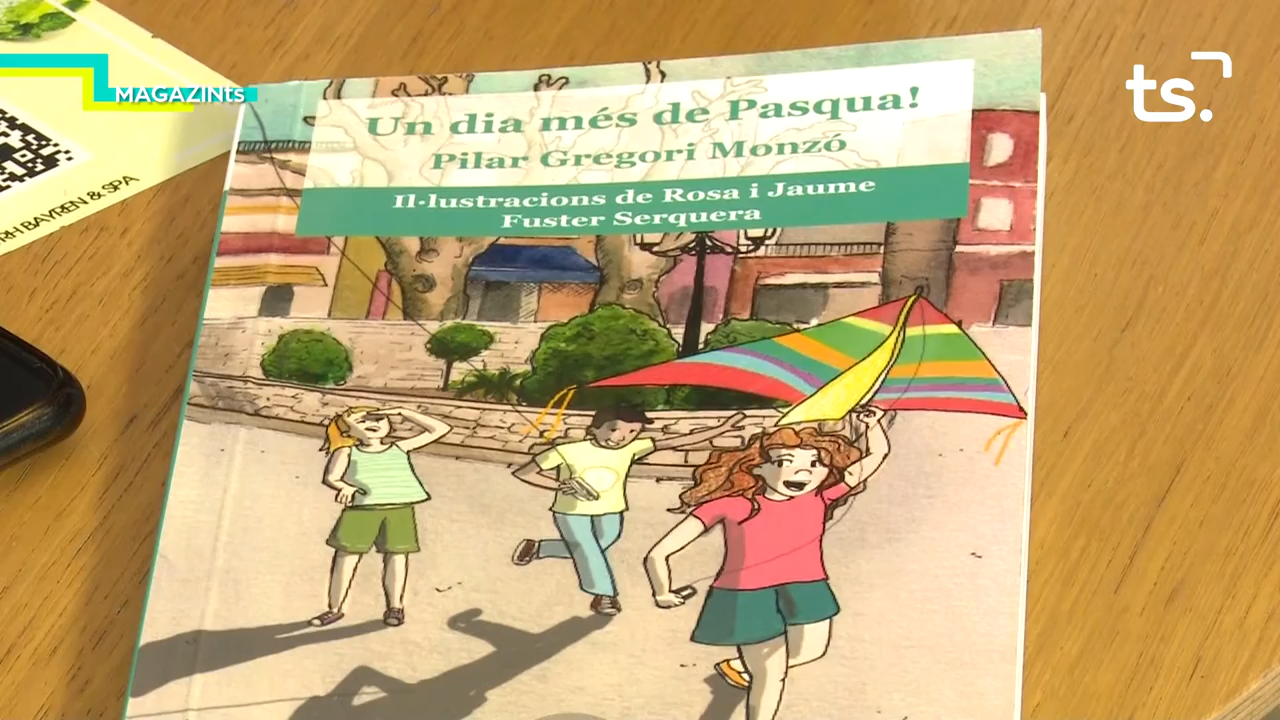 MAGAZINts
ts.
Un dia més de Pasqua!
Pilar Gregori Monzó
Il·lustracions de Rosa i Jaume
Fuster Serquera
RH BAYREN & SPA